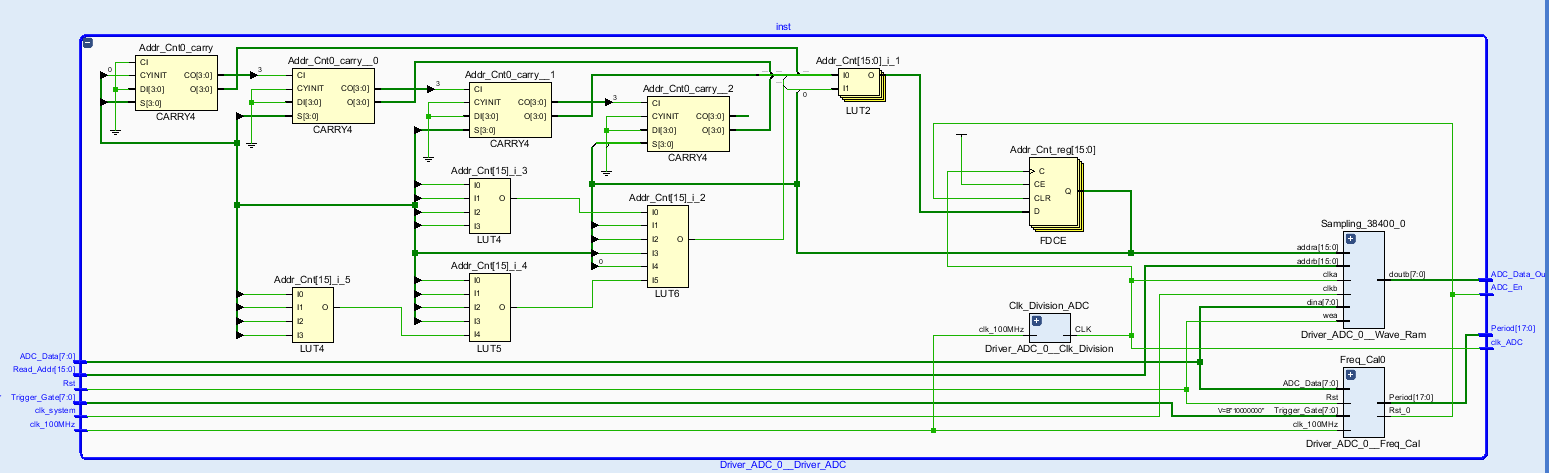 inst
Addr_Cnt0_carry
CI
CYINIT
DI[3:0]
S[3:0]
CO[3:0]
O[3:0]
CARRY4
0
3
Addr_Cnt0_carry__0
CI
CYINIT
DI[3:0]
S[3:0]
CO[3:0]
O[3:0]
CARRY4
3
Addr_Cnt0_carry__1
CI
CYINIT
DI[3:0]
S[3:0]
CO[3:0]
O[3:0]
CARRY4
3
Addr_Cnt0_carry__2
CI
CYINIT
DI[3:0]
S[3:0]
CO[3:0]
O[3:0]
CARRY4
Addr_Cnt[15:0]_i_1
I0
I1
O
0
LUT2
Addr_Cnt_reg[15:0]
C
CE
CLR
D
Q
FDCE
Addr_Cnt[15]_i_3
I0
I1
I2
I3
O
LUT4
Addr_Cnt[15]_i_2
I0
I1
I2
I3
I4
I5
O
0
LUT6
Addr_Cnt[15]_i_4
I0
I1
I2
I3
I4
O
LUT5
Addr_Cnt[15]_i_5
I0
I1
I2
I3
O
LUT4
Sampling_38400_0
addra[15:0]
addrb[15:0]
clka
clkb
dina[7:0]
wea
doutb[7:0]
Driver_ADC_0__Wave_Ram
Clk_Division_ADC
clk_100MHz
CLK
Driver_ADC_0__Clk_Division
Freq_Cal0
ADC_Data[7:0]
Rst
V=B"10000000"
Trigger_Gate[7:0]
clk_100MHz
Period[17:0]
Rst_0
Driver_ADC_0__Freq_Cal
ADC_Data[7:0]
Read_Addr[15:0]
Rst
Trigger_Gate[7:0]
clk_system
clk_100MHz
ADC_Data_Ou
ADC_En
Period[17:0]
clk_ADC
Driver_ADC_0__Driver_ADC